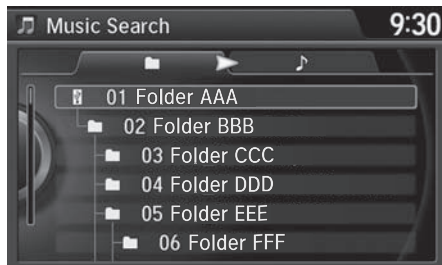 Music Search
9:30
01 Folder AAA
02 Folder BBB
03 Folder CCC
04 Folder DDD
05 Folder EEE
06 Folder FFF